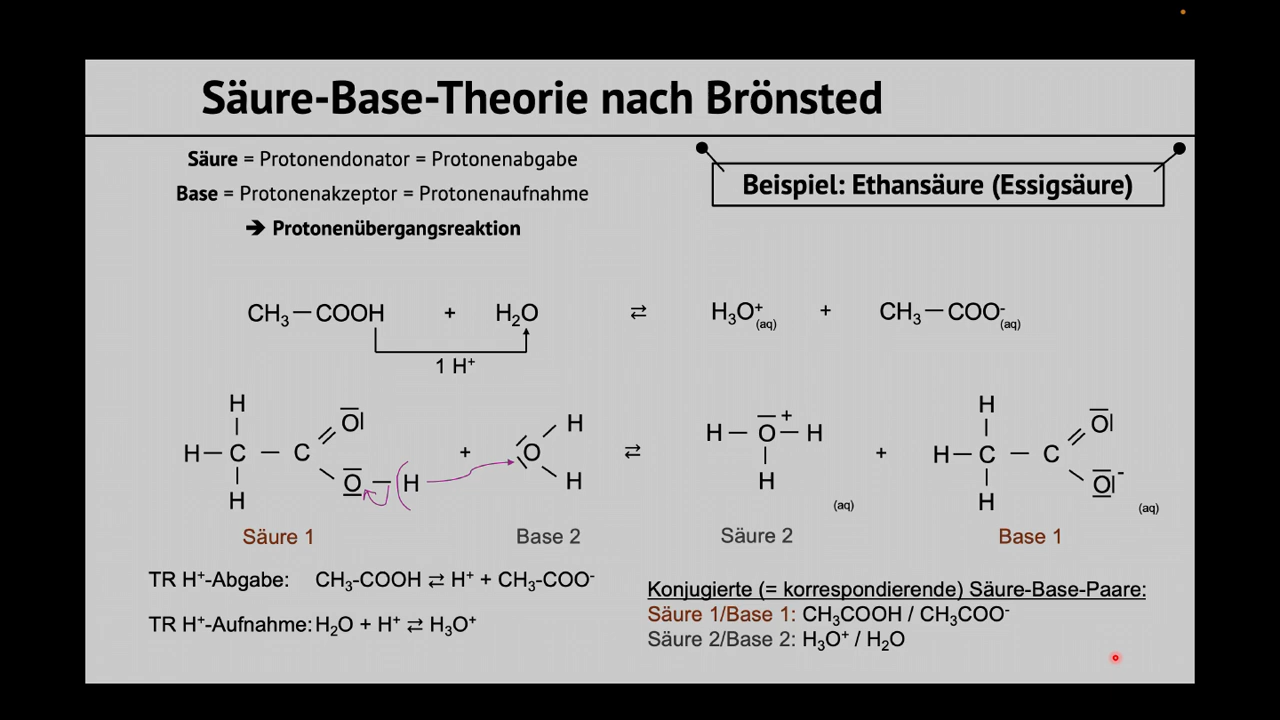 Säure-Base-Theorie nach Brönsted
Säure = Protonendonator = Protonenabgabe
Base = Protonenakzeptor = Protonenaufnahme
➔ Protonenübergangsreaktion
Beispiel: Ethansäure (Essigsäure)
CH₃ — COOH + H₂O ⇄ H₃O⁺(aq) + CH₃ — COO⁻(aq)
1 H⁺
H H
O̅| H O̅|
H — C — C + O ⇄ H — O̅⁺— H + H — C — C
O — H H H O|⁻
H (aq) H (aq)
Säure 1 Base 2 Säure 2 Base 1
TR H⁺-Abgabe: CH₃-COOH ⇄ H⁺ + CH₃-COO⁻
TR H⁺-Aufnahme: H₂O + H⁺ ⇄ H₃O⁺
Konjugierte (= korrespondierende) Säure-Base-Paare:
Säure 1/Base 1: CH₃COOH / CH₃COO⁻
Säure 2/Base 2: H₃O⁺ / H₂O